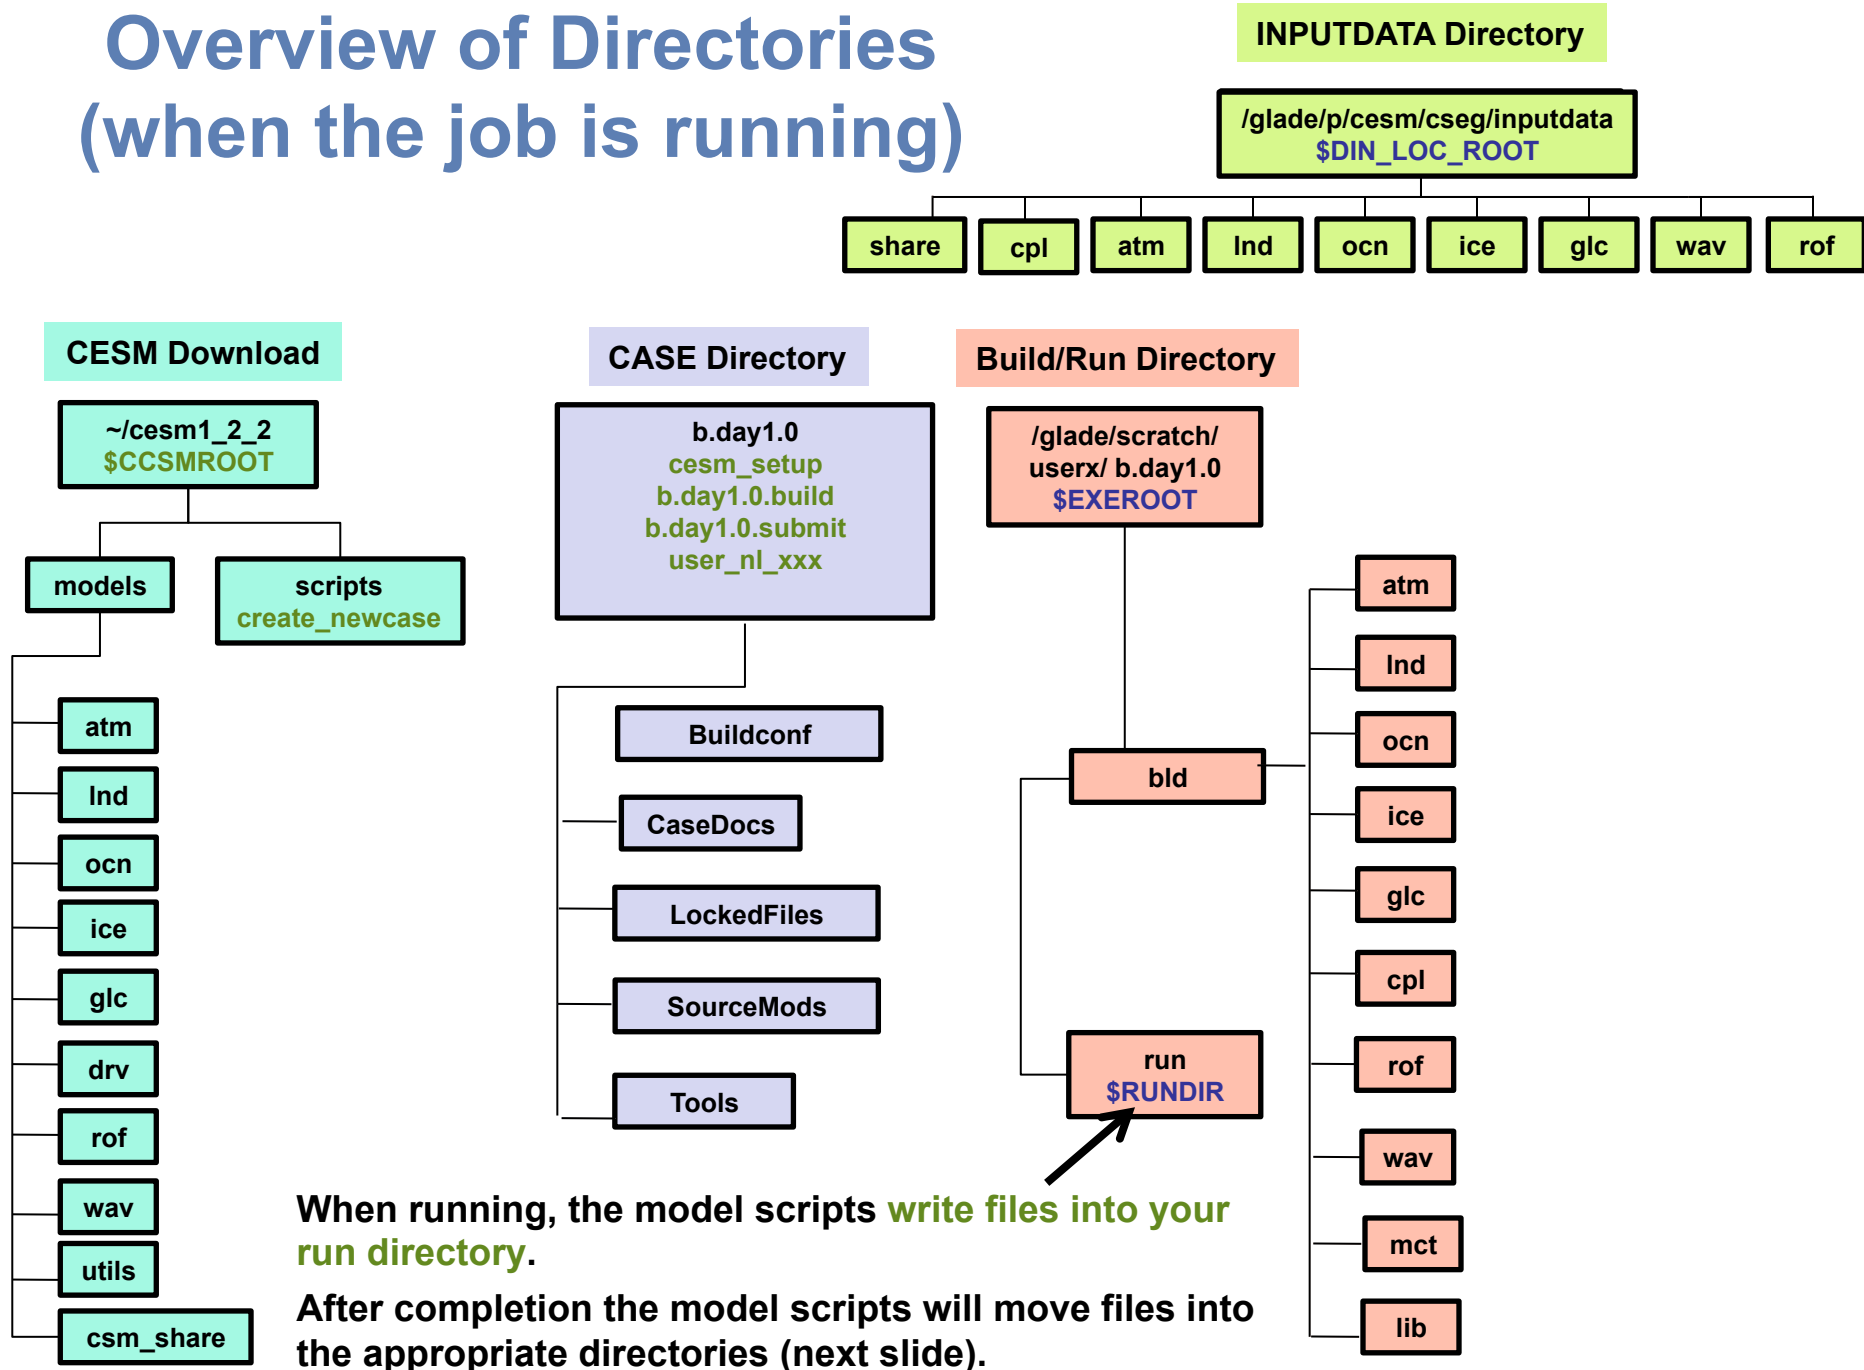 Overview of Directories
(when the job is running)
INPUTDATA Directory
/glade/p/cesm/cseg/inputdata
$DIN_LOC_ROOT
share
cpl
atm
lnd
ocn
ice
glc
wav
rof
CESM Download
~/cesm1_2_2
$CCSMROOT
models
scripts
create_newcase
atm
lnd
ocn
ice
glc
drv
rof
wav
utils
csm_share
CASE Directory
b.day1.0
cesm_setup
b.day1.0.build
b.day1.0.submit
user_nl_xxx
Buildconf
CaseDocs
LockedFiles
SourceMods
Tools
Build/Run Directory
/glade/scratch/
userx/ b.day1.0
$EXEROOT
bld
run
$RUNDIR
atm
lnd
ocn
ice
glc
cpl
rof
wav
mct
lib
When running, the model scripts write files into your
run directory.
After completion the model scripts will move files into
the appropriate directories (next slide).